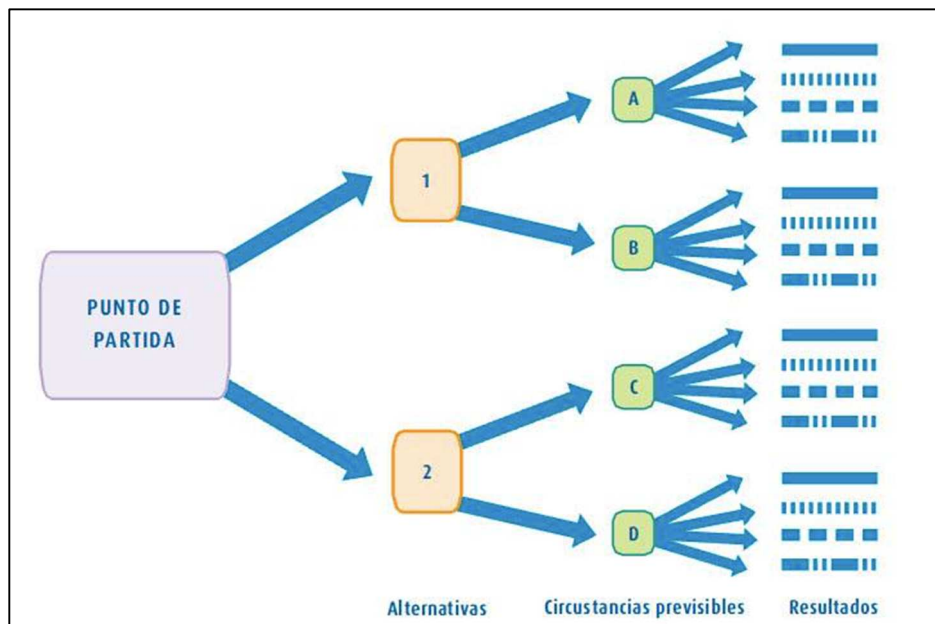 PUNTO DE
PARTIDA
1
2
A
B
C
D
Alternativas
Circustancias previsibles
Resultados